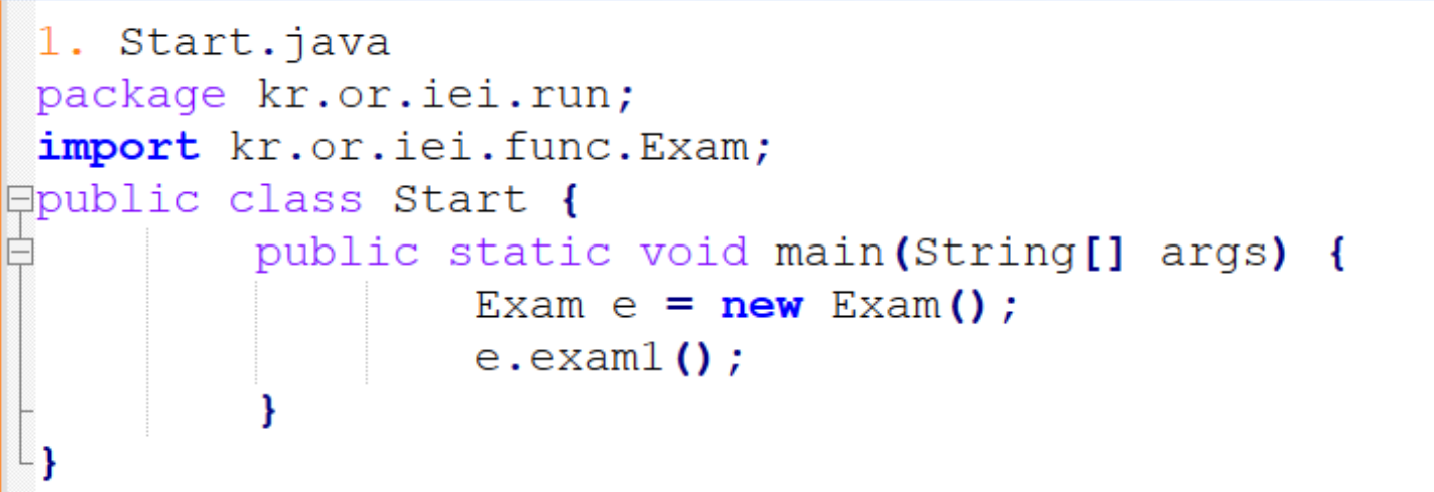 1. Start.java
package kr.or.iei.run;
import kr.or.iei.func.Exam;
public class Start {
public static void main(String[] args) {
Exam e = new Exam();
e.exam1();
}
}